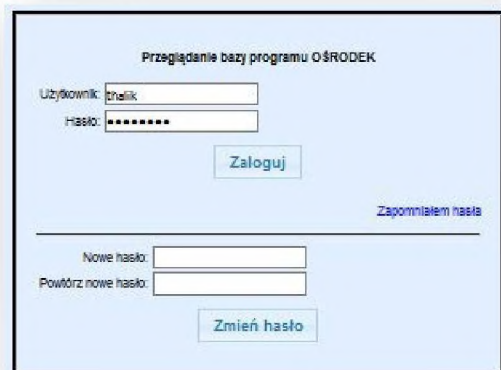 Przeglądanie bazy programu OŚRODEK
Użytkownik: thalik
Hasło: ••••••••
Zaloguj
Zapomniałem hasła
Nowe hasło:
Powtórz nowe hasło:
Zmień hasło